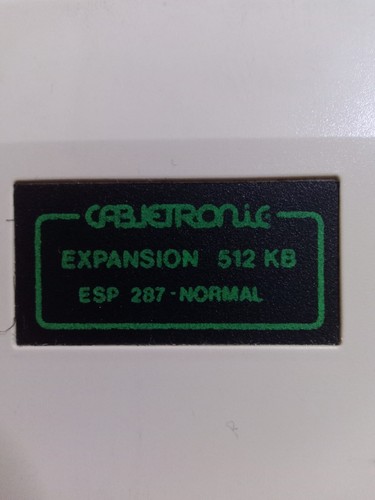 CABLETRONIC
EXPANSION 512 KB
ESP 287-NORMAL